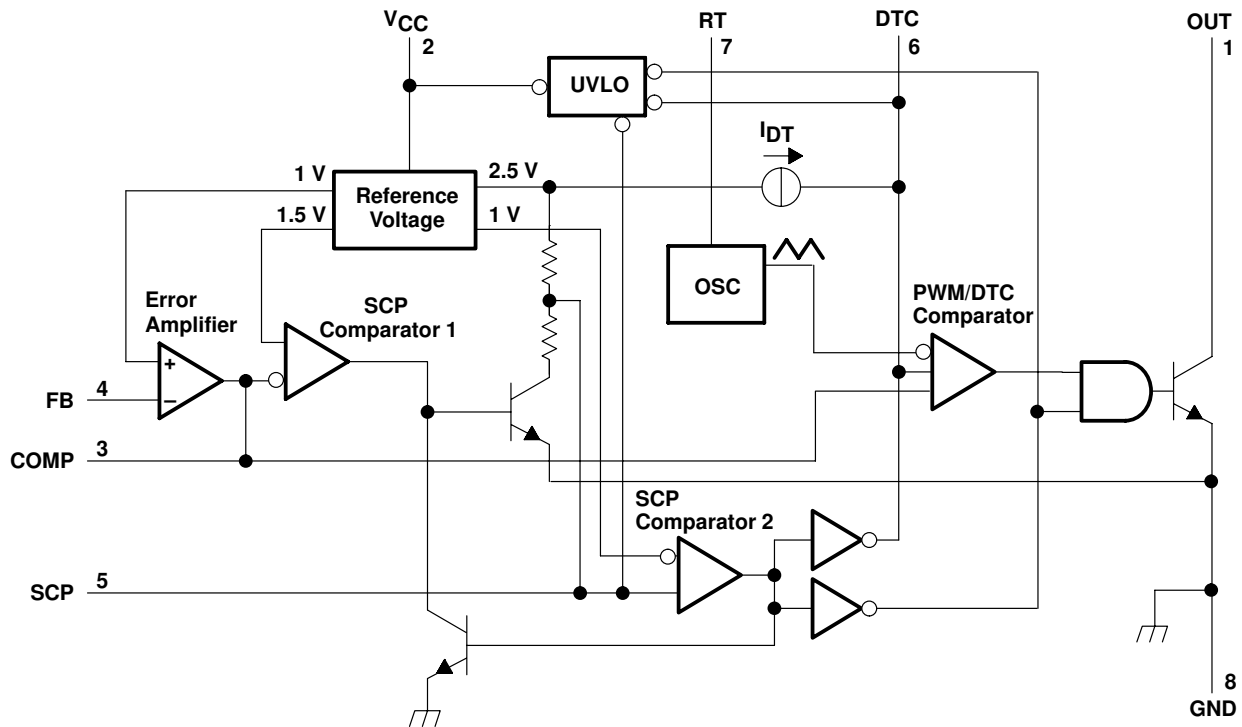 VCC
2
RT
7
DTC
6
OUT
1
UVLO
IDT
1 V
2.5 V
Reference
Voltage
1.5 V
1 V
OSC
PWM/DTC
Comparator
Error
Amplifier
SCP
Comparator 1
+
–
FB
4
COMP
3
SCP
Comparator 2
SCP
5
8
GND